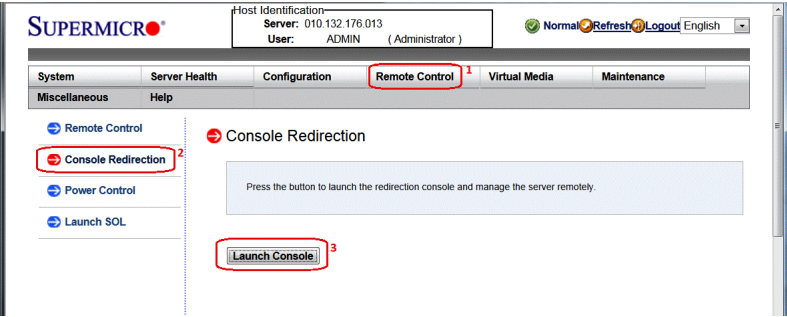 SUPERMICRO
Host Identification
Server: 010.132.176.013
User: ADMIN ( Administrator )
Normal Refresh Logout English
System Server Health Configuration Remote Control 1 Virtual Media Maintenance
Miscellaneous Help
Remote Control
Console Redirection 2
Power Control
Launch SOL
Console Redirection
Press the button to launch the redirection console and manage the server remotely.
Launch Console 3